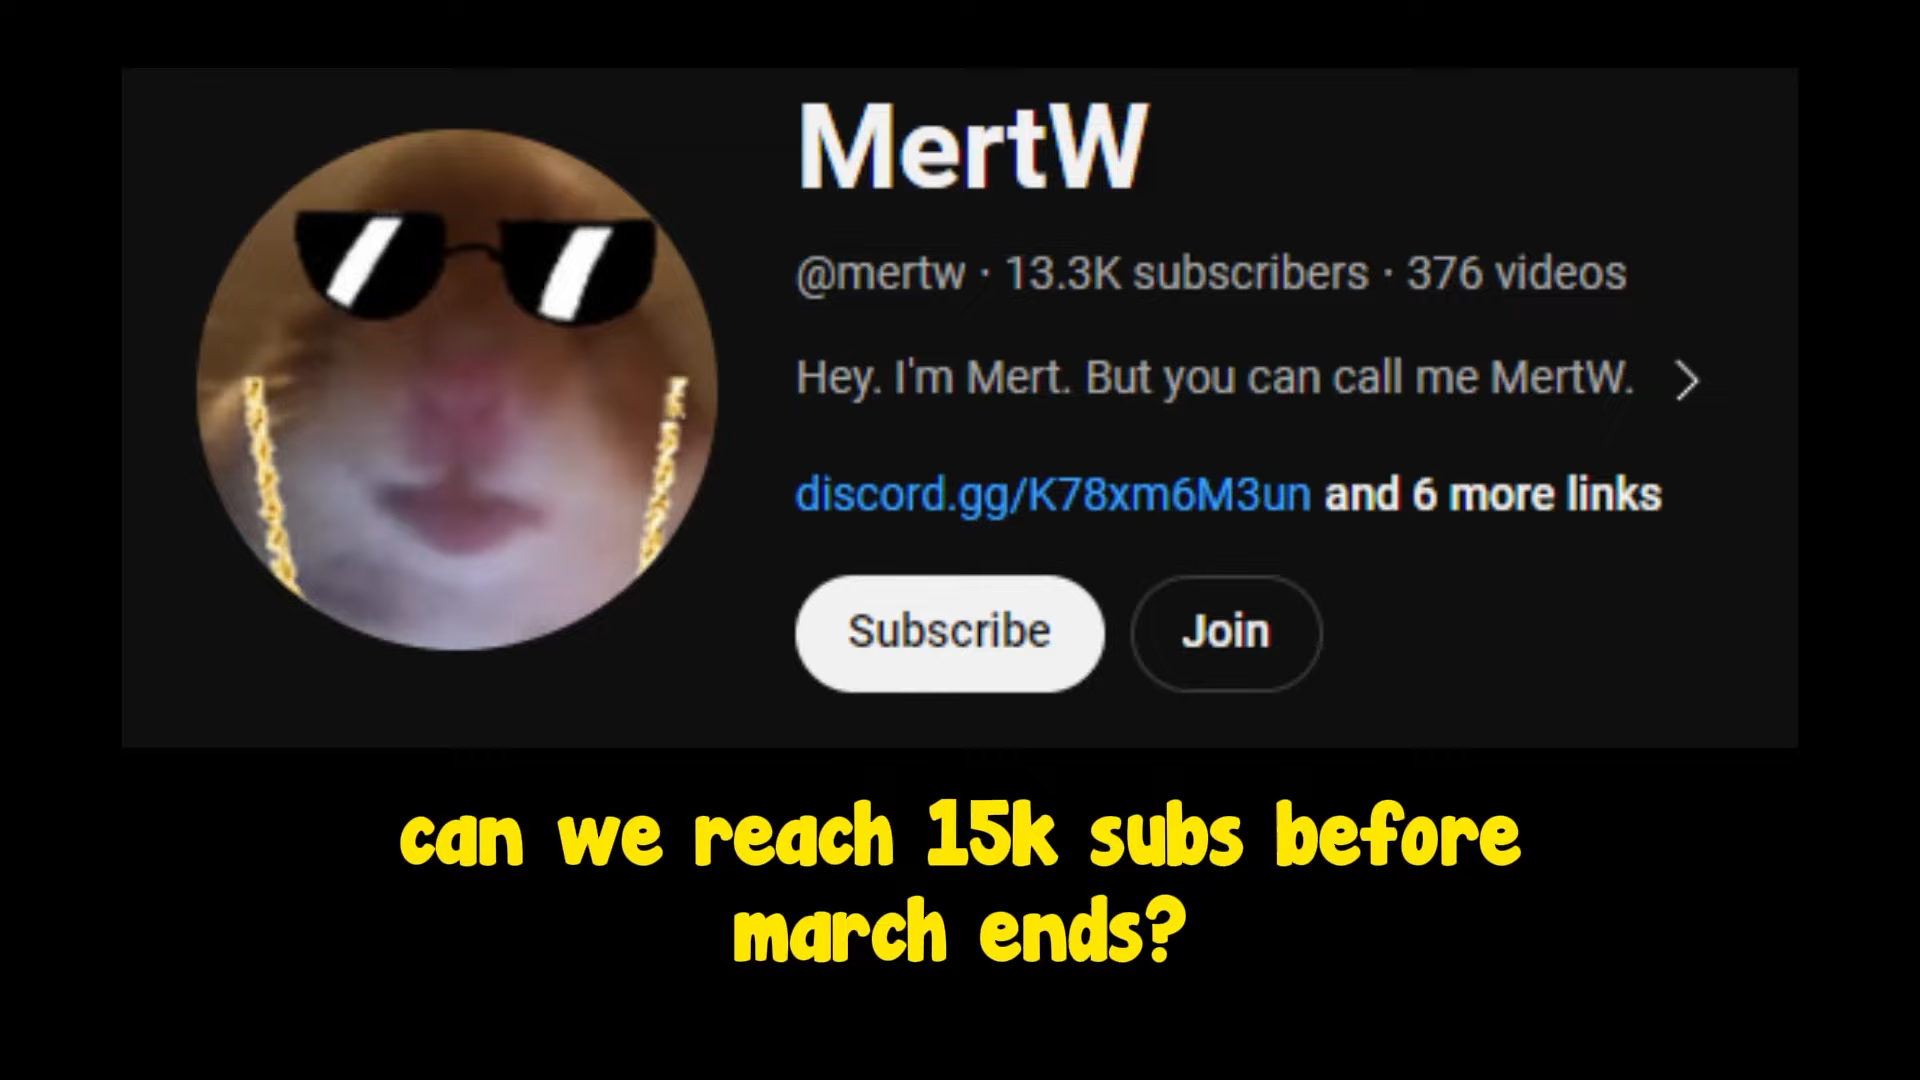 MertW
@mertw · 13.3K subscribers · 376 videos
Hey. I'm Mert. But you can call me MertW.
discord.gg/K78xm6M3un and 6 more links
Subscribe Join
can we reach 15k subs before
march ends?